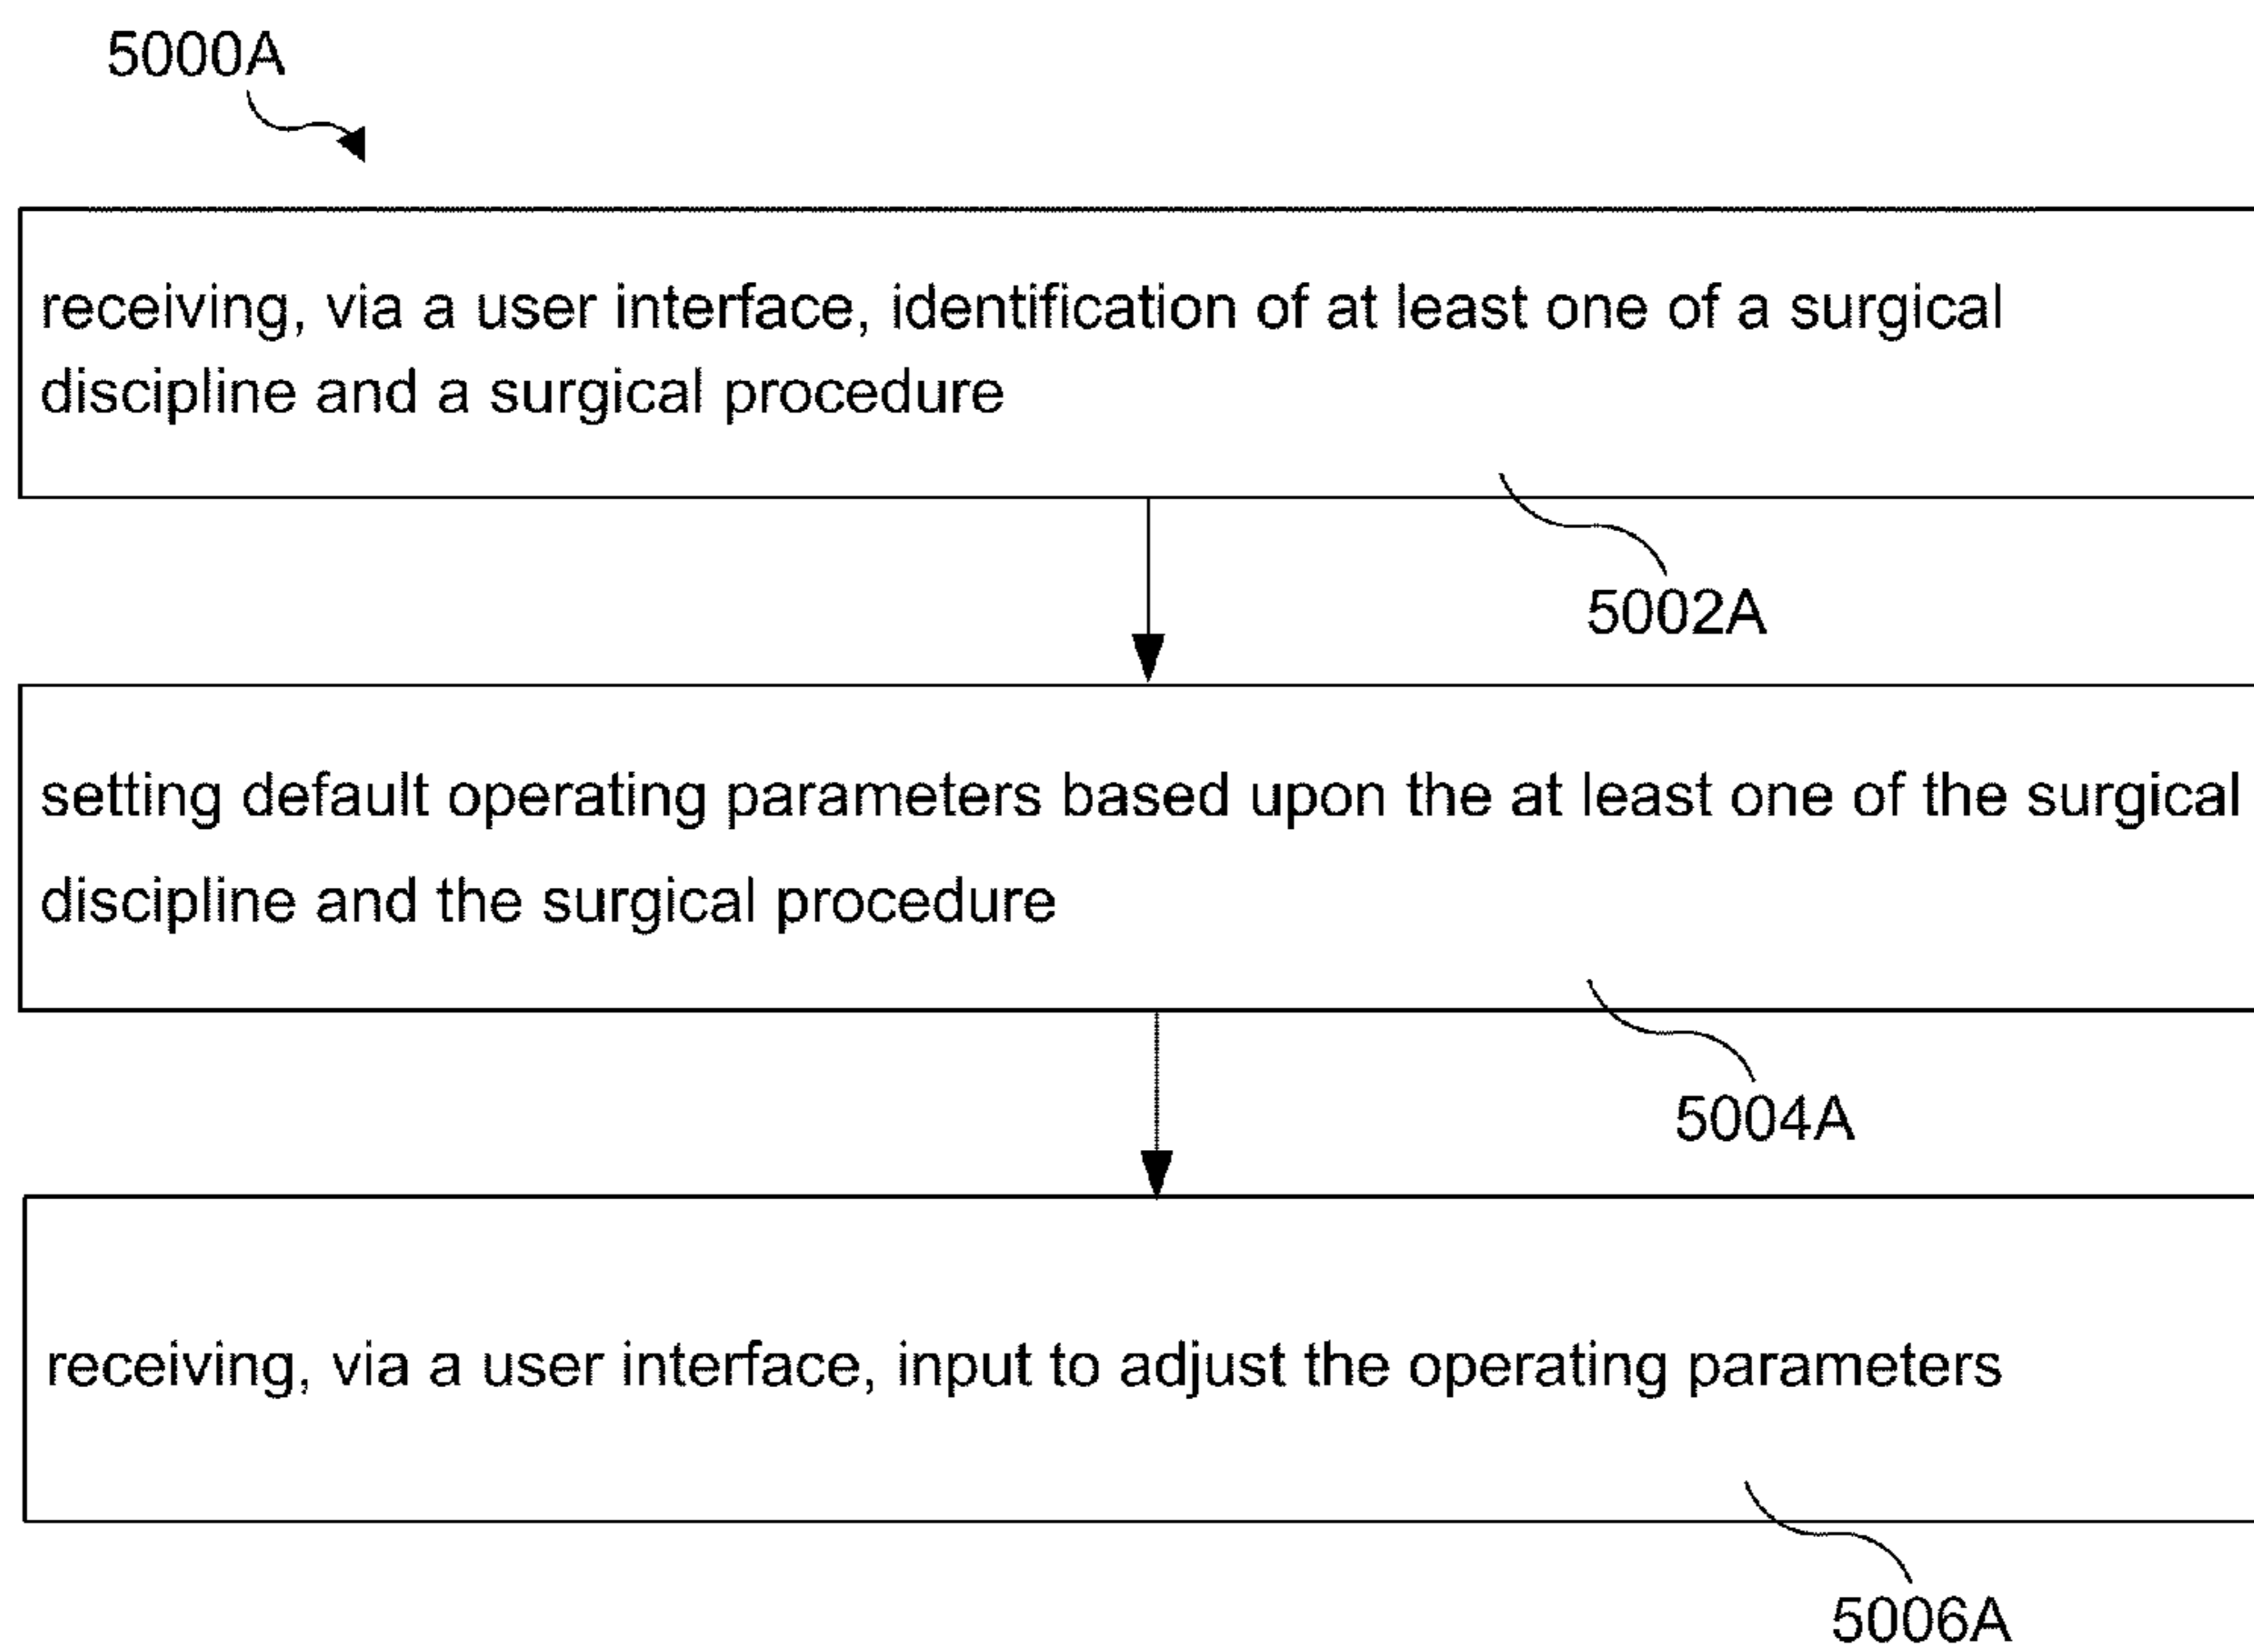 5000A
receiving, via a user interface, identification of at least one of a surgical
discipline and a surgical procedure
5002A
setting default operating parameters based upon the at least one of the surgical
discipline and the surgical procedure
5004A
receiving, via a user interface, input to adjust the operating parameters
5006A